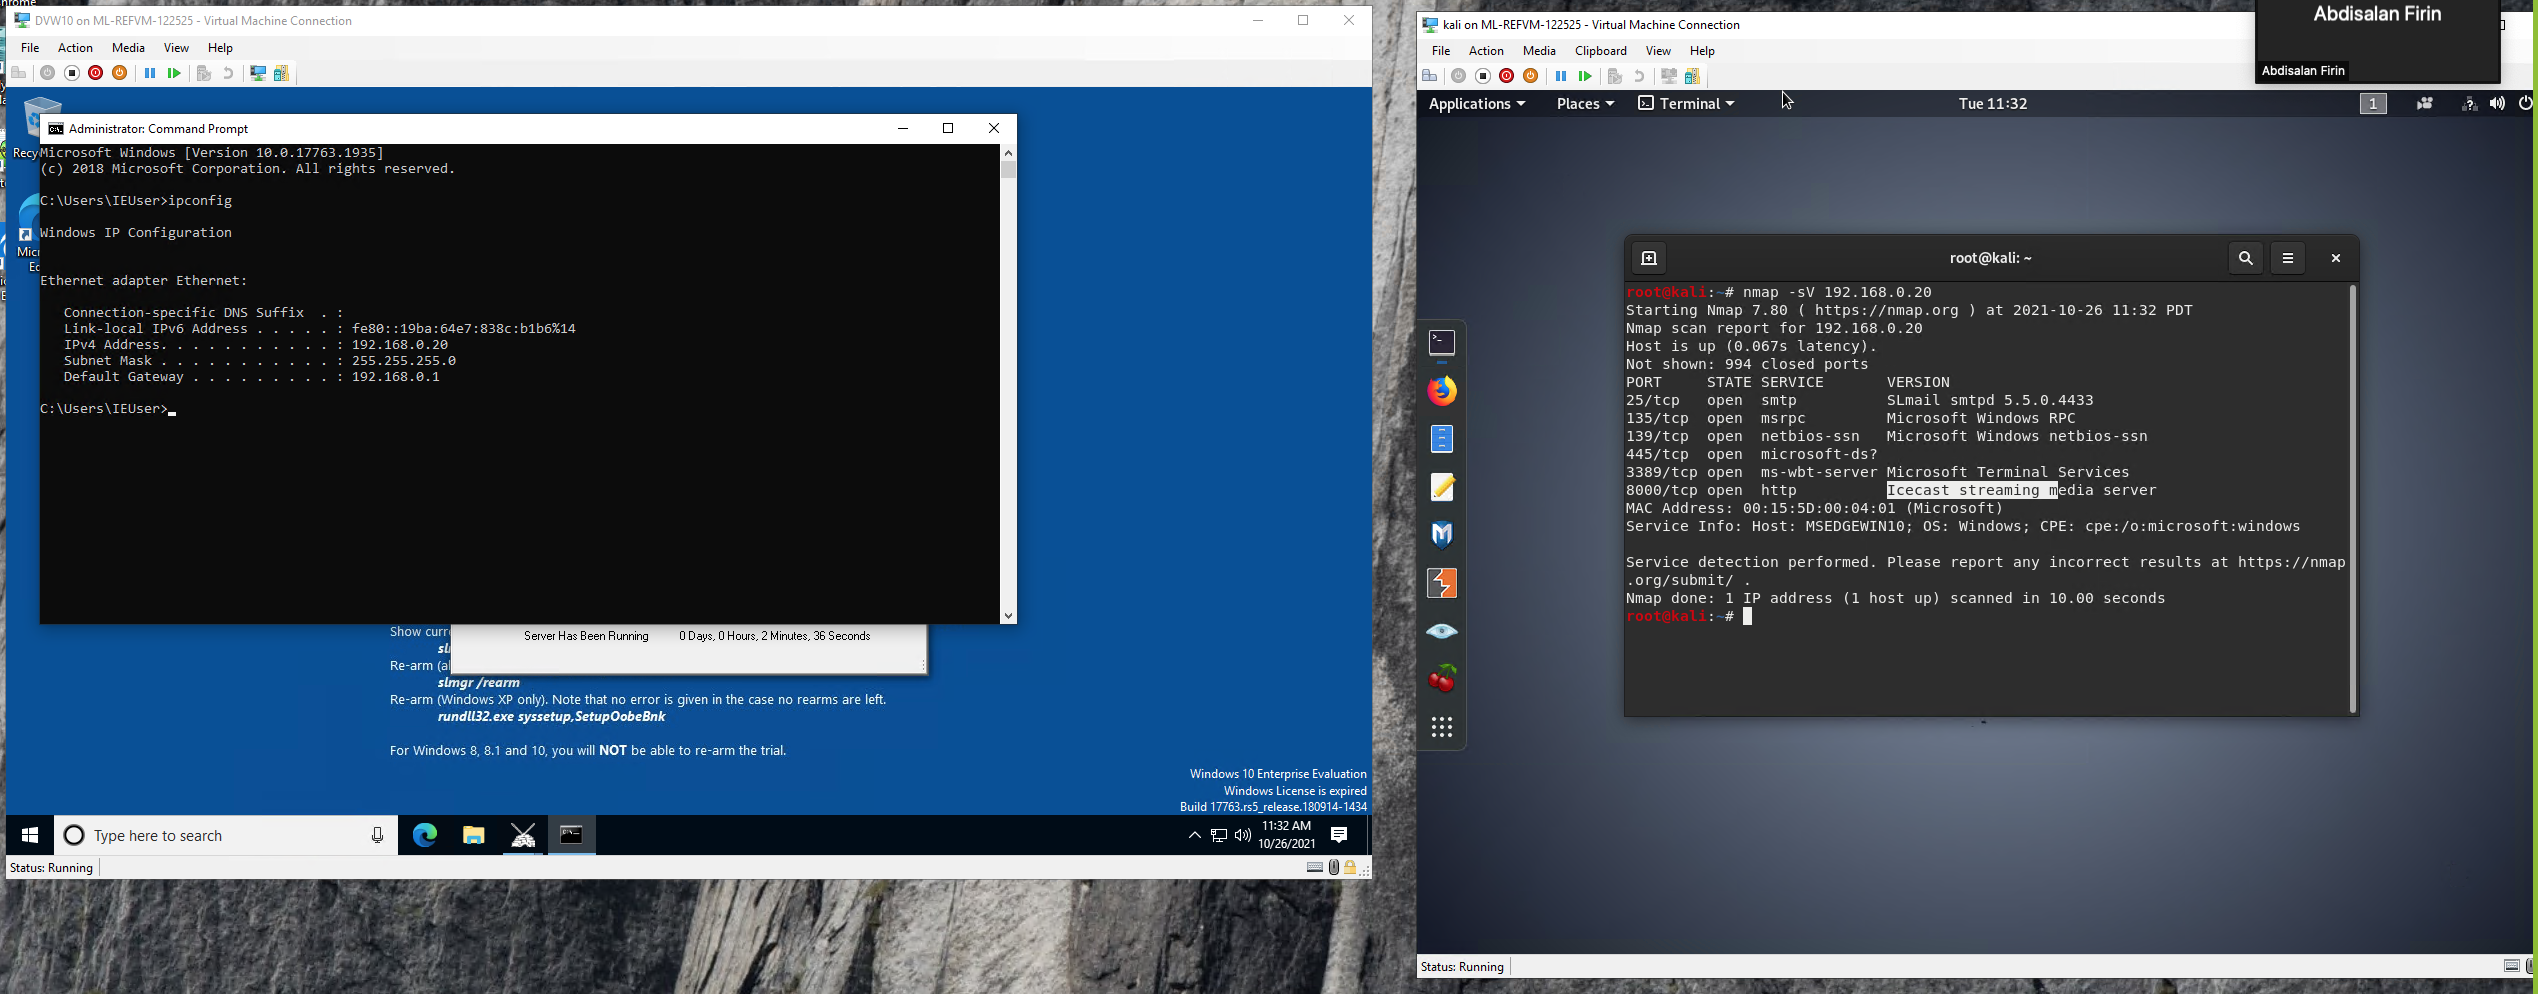 hrome
DVW10 on ML-REFVM-122525 - Virtual Machine Connection
File Action Media View Help
Recy
Micr
Ed
Administrator: Command Prompt
Microsoft Windows [Version 10.0.17763.1935]
(c) 2018 Microsoft Corporation. All rights reserved.
C:\Users\IEUser>ipconfig
Windows IP Configuration
Ethernet adapter Ethernet:
Connection-specific DNS Suffix . :
Link-local IPv6 Address . . . . . : fe80::19ba:64e7:838c:b1b6%14
IPv4 Address. . . . . . . . . . . : 192.168.0.20
Subnet Mask . . . . . . . . . . . : 255.255.255.0
Default Gateway . . . . . . . . . : 192.168.0.1
C:\Users\IEUser>
Show curr
sl
Server Has Been Running 0 Days, 0 Hours, 2 Minutes, 36 Seconds
Re-arm (al
slmgr /rearm
Re-arm (Windows XP only). Note that no error is given in the case no rearms are left.
rundll32.exe syssetup,SetupOobeBnk
For Windows 8, 8.1 and 10, you will NOT be able to re-arm the trial.
Windows 10 Enterprise Evaluation
Windows License is expired
Build 17763.rs5_release.180914-1434
Type here to search
11:32 AM
10/26/2021
Status: Running
kali on ML-REFVM-122525 - Virtual Machine Connection
File Action Media Clipboard View Help
Abdisalan Firin
Abdisalan Firin
Applications Places Terminal Tue 11:32 1
root@kali: ~
root@kali:~# nmap -sV 192.168.0.20
Starting Nmap 7.80 ( https://nmap.org ) at 2021-10-26 11:32 PDT
Nmap scan report for 192.168.0.20
Host is up (0.067s latency).
Not shown: 994 closed ports
PORT STATE SERVICE VERSION
25/tcp open smtp SLmail smtpd 5.5.0.4433
135/tcp open msrpc Microsoft Windows RPC
139/tcp open netbios-ssn Microsoft Windows netbios-ssn
445/tcp open microsoft-ds?
3389/tcp open ms-wbt-server Microsoft Terminal Services
8000/tcp open http Icecast streaming media server
MAC Address: 00:15:5D:00:04:01 (Microsoft)
Service Info: Host: MSEDGEWIN10; OS: Windows; CPE: cpe:/o:microsoft:windows
Service detection performed. Please report any incorrect results at https://nmap
.org/submit/ .
Nmap done: 1 IP address (1 host up) scanned in 10.00 seconds
root@kali:~#
Status: Running